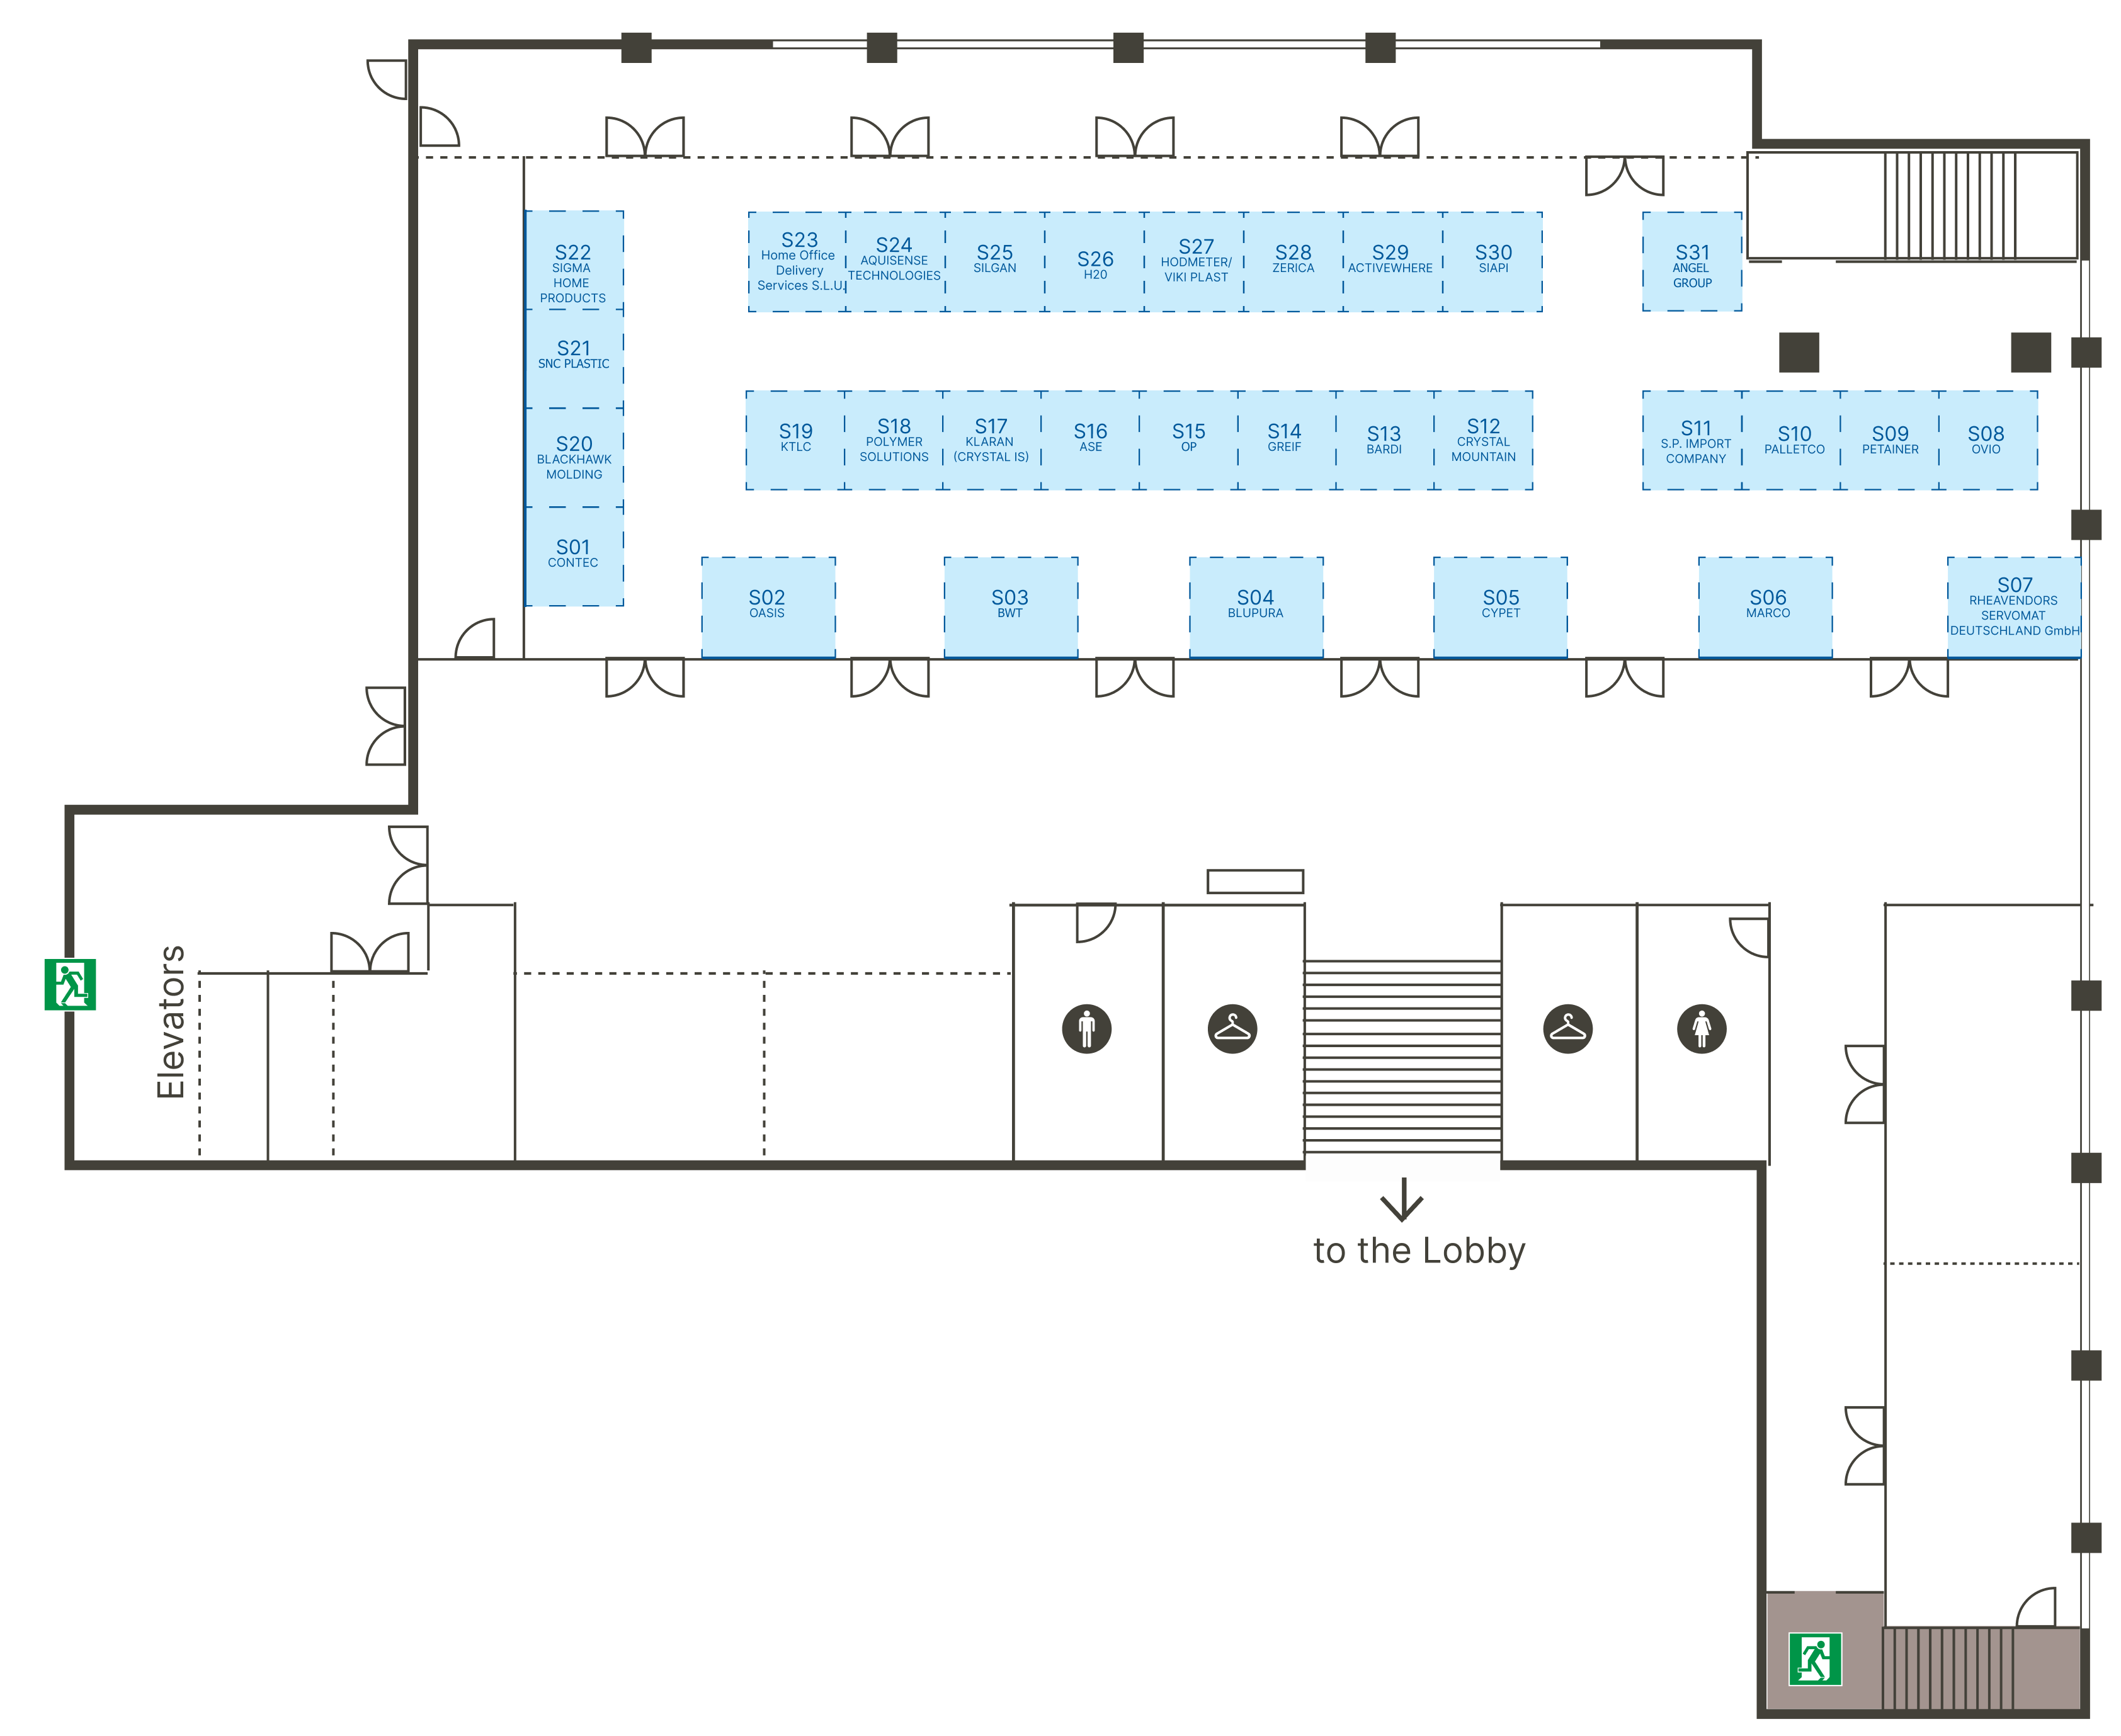 S22
SIGMA
HOME
PRODUCTS
S23
Home Office
Delivery
Services S.L.U.
S24
AQUISENSE
TECHNOLOGIES
S25
SILGAN
S26
H20
S27
HODMETER/
VIKI PLAST
S28
ZERICA
S29
ACTIVEWHERE
S30
SIAPI
S31
ANGEL
GROUP
S21
SNC PLASTIC
S20
BLACKHAWK
MOLDING
S19
KTLC
S18
POLYMER
SOLUTIONS
S17
KLARAN
(CRYSTAL IS)
S16
ASE
S15
OP
S14
GREIF
S13
BARDI
S12
CRYSTAL
MOUNTAIN
S11
S.P. IMPORT
COMPANY
S10
PALLETCO
S09
PETAINER
S08
OVIO
S01
CONTEC
S02
OASIS
S03
BWT
S04
BLUPURA
S05
CYPET
S06
MARCO
S07
RHEAVENDORS
SERVOMAT
DEUTSCHLAND GmbH
Elevators
to the Lobby